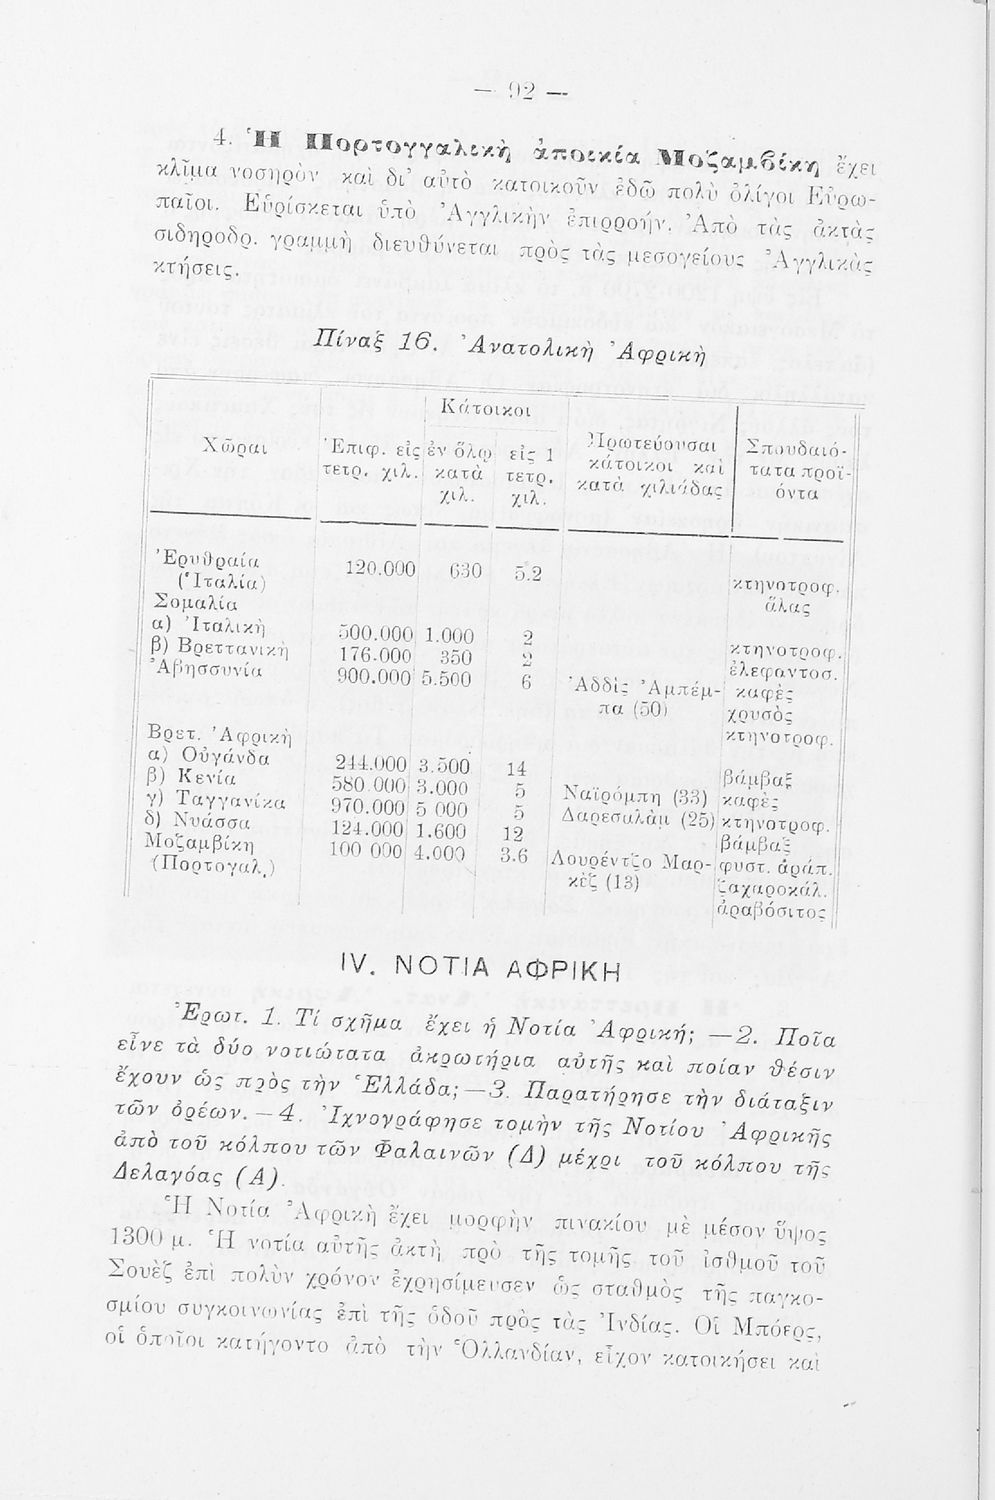 — 92 —
4. Ἡ Πορτογγαλικὴ ἀποικία Μοζαμβίκη ἔχει
κλῖμα νοσηρὸν καὶ δι' αὐτὸ κατοικοῦν ἐδῶ πολὺ ὀλίγοι Εὐρω-
παῖοι. Εὑρίσκεται ὑπὸ Ἀγγλικὴν ἐπιρροήν. Ἀπὸ τὰς ἀκτὰς
σιδηροδρ. γραμμὴ διευθύνεται πρὸς τὰς μεσογείους Ἀγγλικὰς
κτήσεις.
Πίναξ 16. Ἀνατολικὴ Ἀφρικὴ
Κάτοικοι
Χῶραι Ἐπιφ. εἰς ἐν ὅλῳ εἰς 1 Πρωτεύουσαι Σπουδαιό-
τετρ. χιλ. κατὰ τετρ. κάτοικοι καὶ τατα προϊ-
χιλ. χιλ. κατὰ χιλιάδας όντα
Ἐρυθραία
(Ἰταλία) 120.000 630 5.2 κτηνοτροφ.
Σομαλία ἅλας
α) Ἰταλικὴ 500.000 1.000 2
β) Βρεττανικὴ 176.000 350 2 κτηνοτροφ.
Ἀβησσυνία 900.000 5.500 6 Ἀδδὶς Ἀμπέμ- ἐλεφαντοσ.
πα (50) καφὲς
χρυσὸς
Βρετ. Ἀφρικὴ κτηνοτροφ.
α) Οὐγάνδα 244.000 3.500 14 βάμβαξ
β) Κενία 580 000 3.000 5 Ναϊρόμπη (33) καφὲς
γ) Ταγγανίκα 970.000 5 000 5 Δαρεσαλὰμ (25) κτηνοτροφ.
δ) Νυάσσα 124.000 1.600 12 βάμβαξ
Μοζαμβίκη 100 000 4.000 3.6 Λουρέντζο Μαρ- φυστ. ἀράπ.
(Πορτογαλ.) κὲζ (13) ζαχαροκάλ.
ἀραβόσιτος
IV. ΝΟΤΙΑ ΑΦΡΙΚΗ
Ἐρωτ. 1. Τί σχῆμα ἔχει ἡ Νοτία Ἀφρική; —2. Ποῖα
εἶνε τὰ δύο νοτιώτατα ἀκρωτήρια αὐτῆς καὶ ποίαν θέσιν
ἔχουν ὡς πρὸς τὴν Ἑλλάδα;—3. Παρατήρησε τὴν διάταξιν
τῶν ὀρέων.—4. Ἰχνογράφησε τομὴν τῆς Νοτίου Ἀφρικῆς
ἀπὸ τοῦ κόλπου τῶν Φαλαινῶν (Δ) μέχρι τοῦ κόλπου τῆς
Δελαγόας (Α).
Ἡ Νοτία Ἀφρικὴ ἔχει μορφὴν πινακίου μὲ μέσον ὕψος
1300 μ. Ἡ νοτία αὐτῆς ἀκτὴ πρὸ τῆς τομῆς τοῦ ἰσθμοῦ τοῦ
Σουὲζ ἐπὶ πολὺν χρόνον ἐχρησίμευσεν ὡς σταθμὸς τῆς παγκο-
σμίου συγκοινωνίας ἐπὶ τῆς ὁδοῦ πρὸς τὰς Ἰνδίας. Οἱ Μπόερς,
οἱ ὁποῖοι κατήγοντο ἀπὸ τὴν Ὁλλανδίαν, εἶχον κατοικήσει καὶ